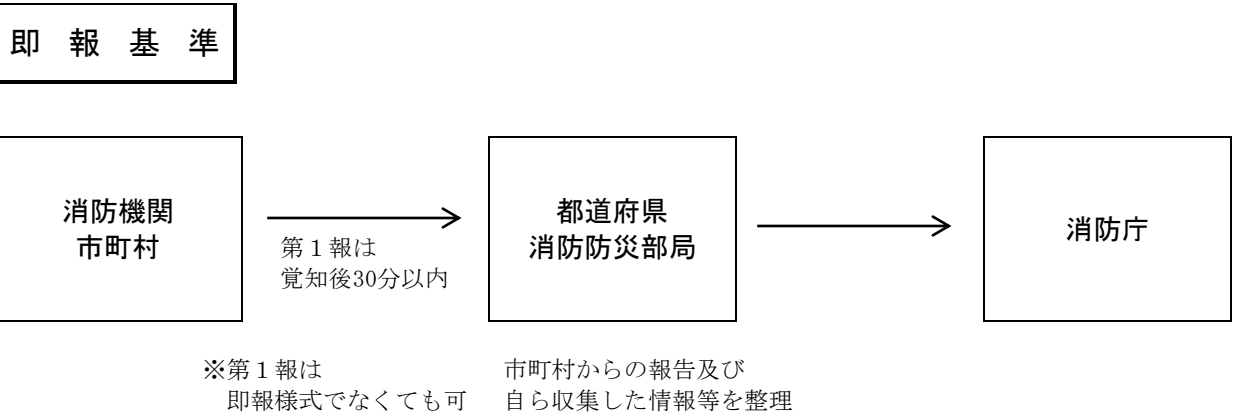 即報基準
消防機関
市町村
第１報は
覚知後30分以内
都道府県
消防防災部局
消防庁
※第１報は
即報様式でなくても可
市町村からの報告及び
自ら収集した情報等を整理